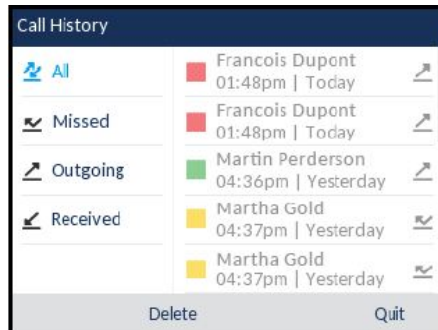 Call History
All
Missed
Outgoing
Received
Francois Dupont
01:48pm | Today
Francois Dupont
01:48pm | Today
Martin Perderson
04:36pm | Yesterday
Martha Gold
04:37pm | Yesterday
Martha Gold
04:37pm | Yesterday
Delete
Quit